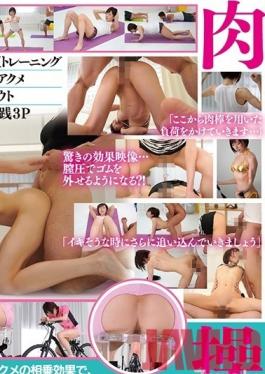 肉
トレーニング
アクメ
ウト
践3P
「ここから肉棒を用いた
負荷をかけていきます…」
驚きの効果映像…
膣圧でゴムを
外せるようになる?!
「イキそうな時にさらに追い込んでいきましょう」
クメの相乗効果で、
操